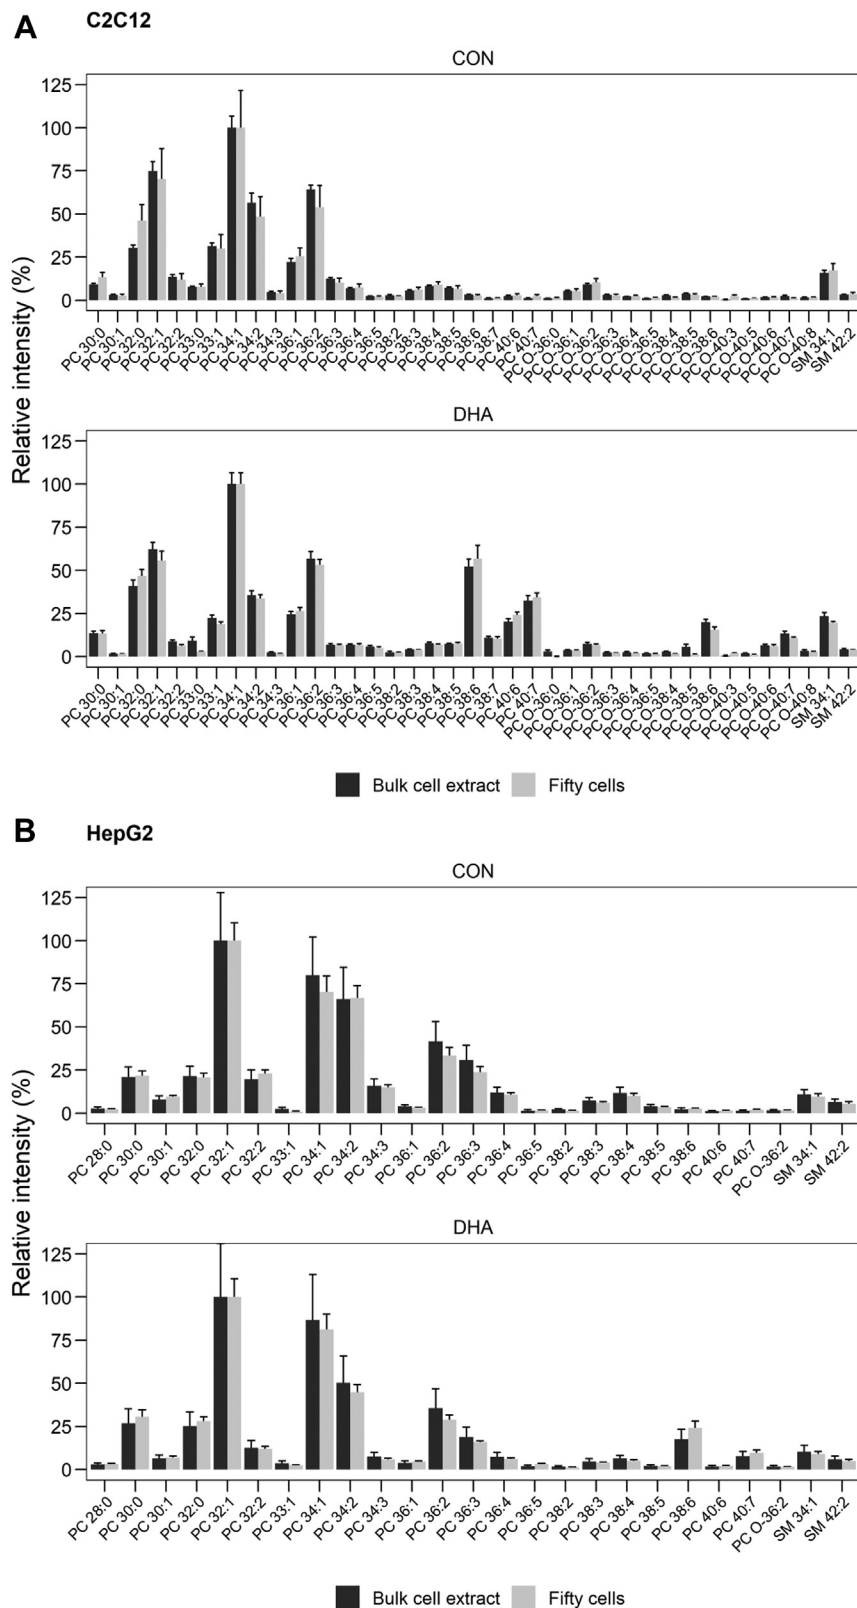 A C2C12
CON
125
100
75
50
25
0
PC 30:0 PC 30:1 PC 32:0 PC 32:1 PC 32:2 PC 33:0 PC 33:1 PC 34:1 PC 34:2 PC 34:3 PC 36:1 PC 36:2 PC 36:3 PC 36:4 PC 36:5 PC 38:2 PC 38:3 PC 38:4 PC 38:5 PC 38:6 PC 38:7 PC 40:6 PC 40:7 PC O-36:0 PC O-36:1 PC O-36:2 PC O-36:3 PC O-36:4 PC O-36:5 PC O-38:4 PC O-38:5 PC O-38:6 PC O-40:3 PC O-40:5 PC O-40:6 PC O-40:7 PC O-40:8 SM 34:1 SM 42:2
Relative intensity (%)
DHA
125
100
75
50
25
0
PC 30:0 PC 30:1 PC 32:0 PC 32:1 PC 32:2 PC 33:0 PC 33:1 PC 34:1 PC 34:2 PC 34:3 PC 36:1 PC 36:2 PC 36:3 PC 36:4 PC 36:5 PC 38:2 PC 38:3 PC 38:4 PC 38:5 PC 38:6 PC 38:7 PC 40:6 PC 40:7 PC O-36:0 PC O-36:1 PC O-36:2 PC O-36:3 PC O-36:4 PC O-36:5 PC O-38:4 PC O-38:5 PC O-38:6 PC O-40:3 PC O-40:5 PC O-40:6 PC O-40:7 PC O-40:8 SM 34:1 SM 42:2
Bulk cell extract Fifty cells
B HepG2
CON
125
100
75
50
25
0
PC 28:0 PC 30:0 PC 30:1 PC 32:0 PC 32:1 PC 32:2 PC 33:1 PC 34:1 PC 34:2 PC 34:3 PC 36:1 PC 36:2 PC 36:3 PC 36:4 PC 36:5 PC 38:2 PC 38:3 PC 38:4 PC 38:5 PC 38:6 PC 40:6 PC 40:7 PC O-36:2 SM 34:1 SM 42:2
Relative intensity (%)
DHA
125
100
75
50
25
0
PC 28:0 PC 30:0 PC 30:1 PC 32:0 PC 32:1 PC 32:2 PC 33:1 PC 34:1 PC 34:2 PC 34:3 PC 36:1 PC 36:2 PC 36:3 PC 36:4 PC 36:5 PC 38:2 PC 38:3 PC 38:4 PC 38:5 PC 38:6 PC 40:6 PC 40:7 PC O-36:2 SM 34:1 SM 42:2
Bulk cell extract Fifty cells